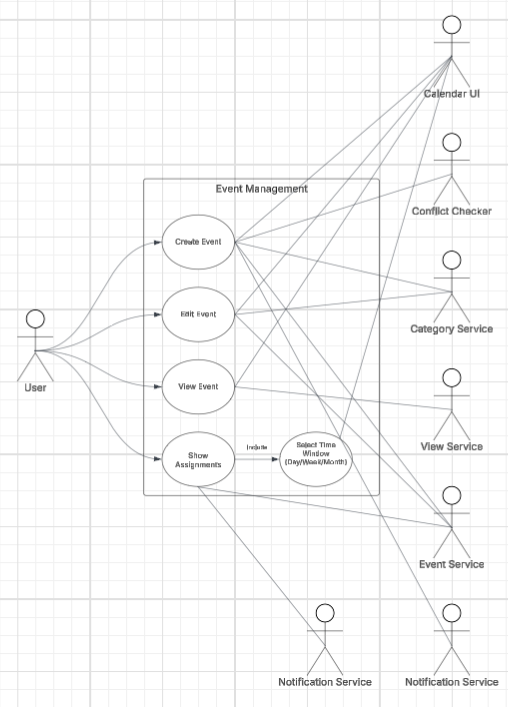 Calendar UI
Conflict Checker
Event Management
Create Event
Edit Event
Category Service
User
View Event
View Service
Show
Assignments
include
Select Time
Window
(Day/Week/Month)
Event Service
Notification Service
Notification Service